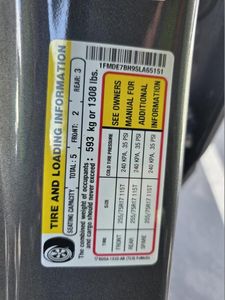 1FMDE7BH9SLA65151
TIRE AND LOADING INFORMATION
SEATING CAPACITY TOTAL: 5 FRONT: 2 REAR: 3
The combined weight of occupants and cargo should never exceed: 593 kg or 1308 lbs.
TIRE SIZE COLD TIRE PRESSURE
FRONT 255/75R17 115T 240 KPA, 35 PSI
REAR 255/75R17 115T 240 KPA, 35 PSI
SPARE 255/75R17 115T 240 KPA, 35 PSI
SEE OWNERS
MANUAL FOR
ADDITIONAL
INFORMATION